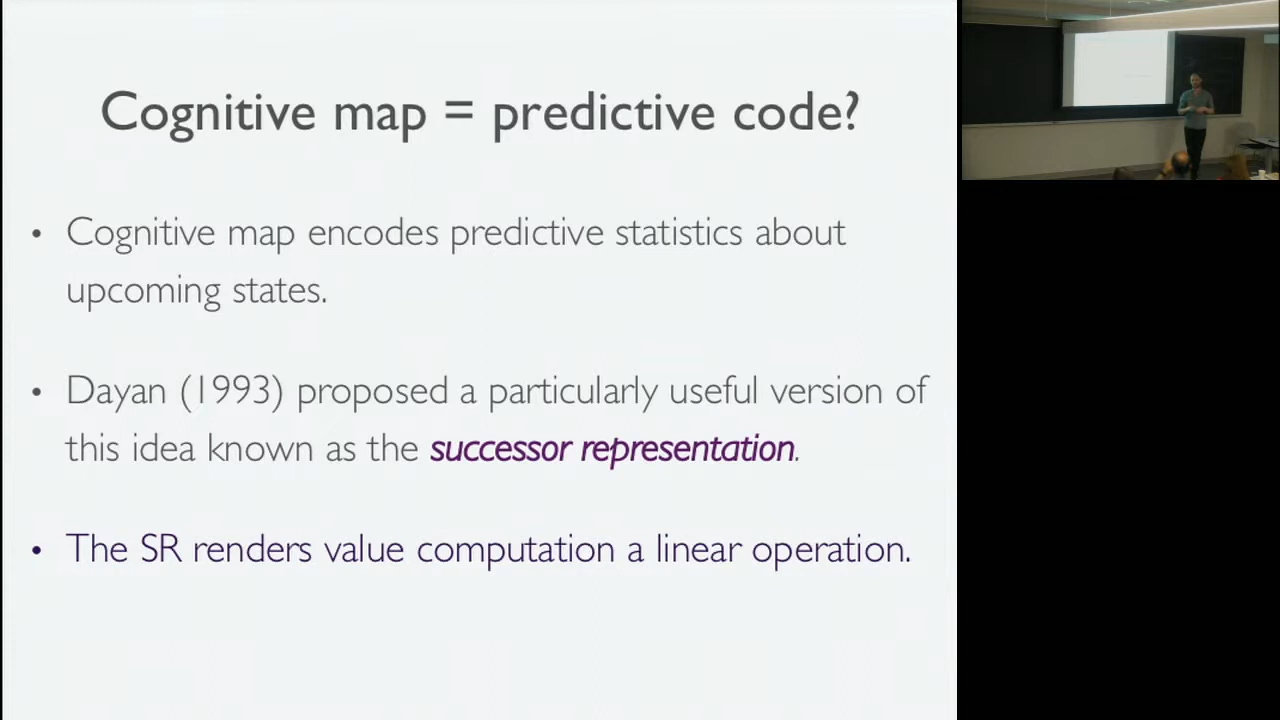 Cognitive map = predictive code?
• Cognitive map encodes predictive statistics about
upcoming states.
• Dayan (1993) proposed a particularly useful version of
this idea known as the successor representation.
• The SR renders value computation a linear operation.